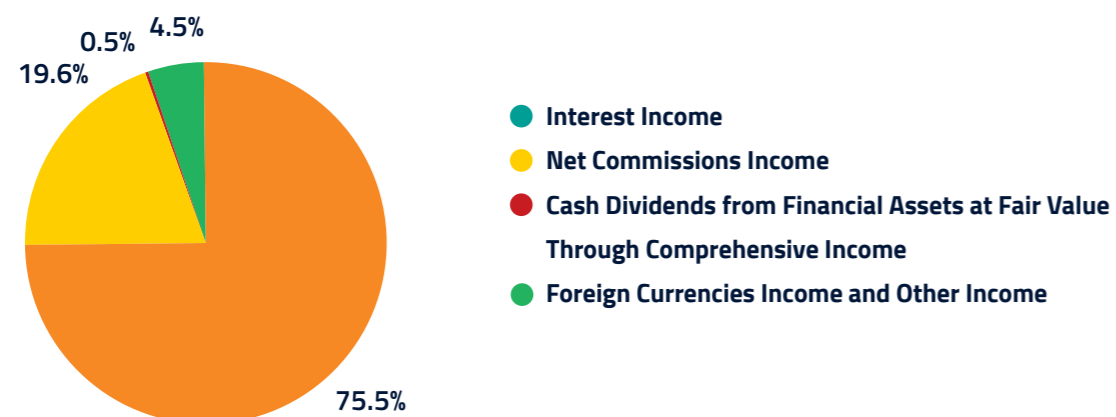 4.5%
0.5%
19.6%
75.5%
Interest Income
Net Commissions Income
Cash Dividends from Financial Assets at Fair Value
Through Comprehensive Income
Foreign Currencies Income and Other Income